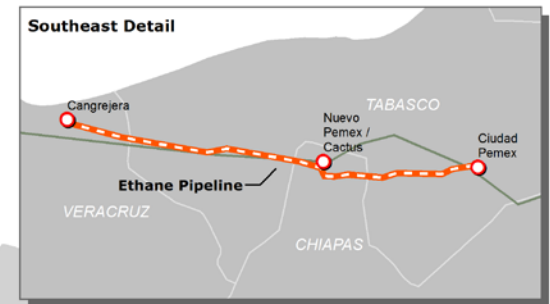 Southeast Detail
Cangrejera
TABASCO
Nuevo
Pemex /
Cactus
Ciudad
Pemex
Ethane Pipeline
VERACRUZ
CHIAPAS